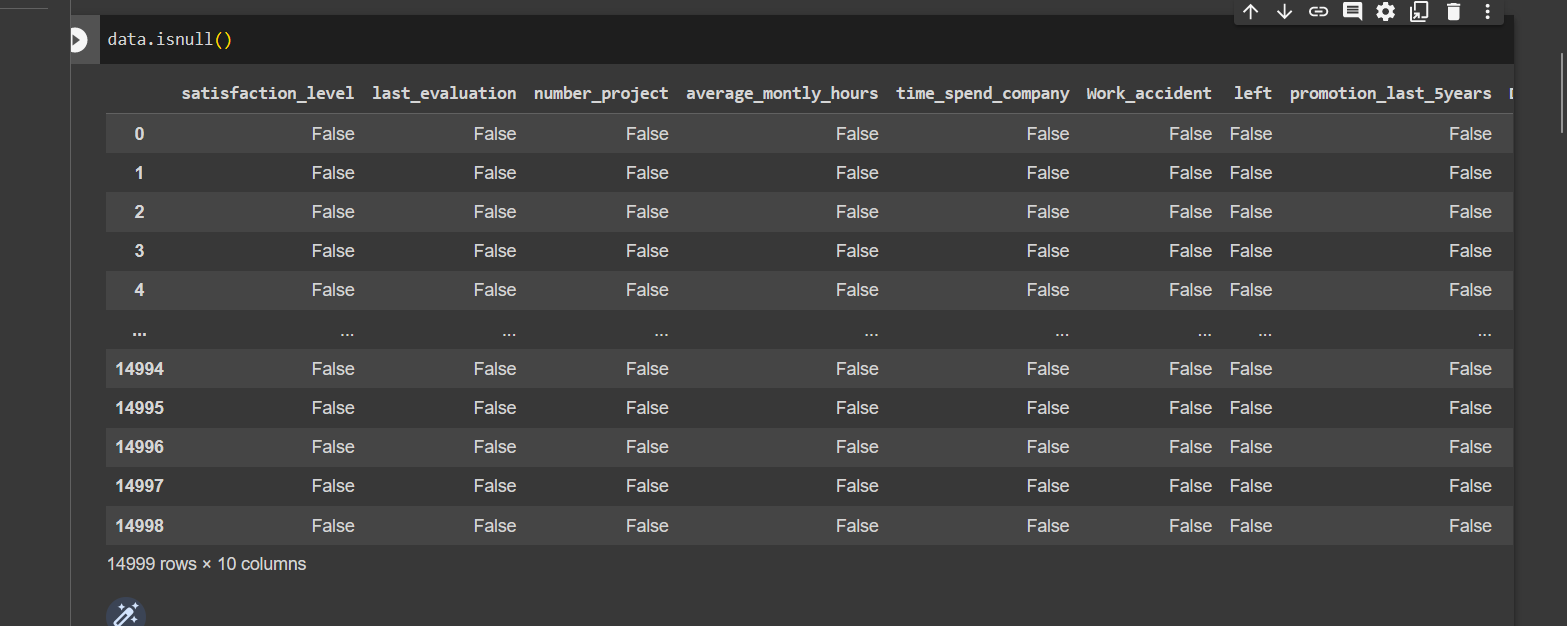 data.isnull()
satisfaction_level last_evaluation number_project average_montly_hours time_spend_company Work_accident left promotion_last_5years
0 False False False False False False False False
1 False False False False False False False False
2 False False False False False False False False
3 False False False False False False False False
4 False False False False False False False False
... ... ... ... ... ... ... ... ...
14994 False False False False False False False False
14995 False False False False False False False False
14996 False False False False False False False False
14997 False False False False False False False False
14998 False False False False False False False False
14999 rows × 10 columns